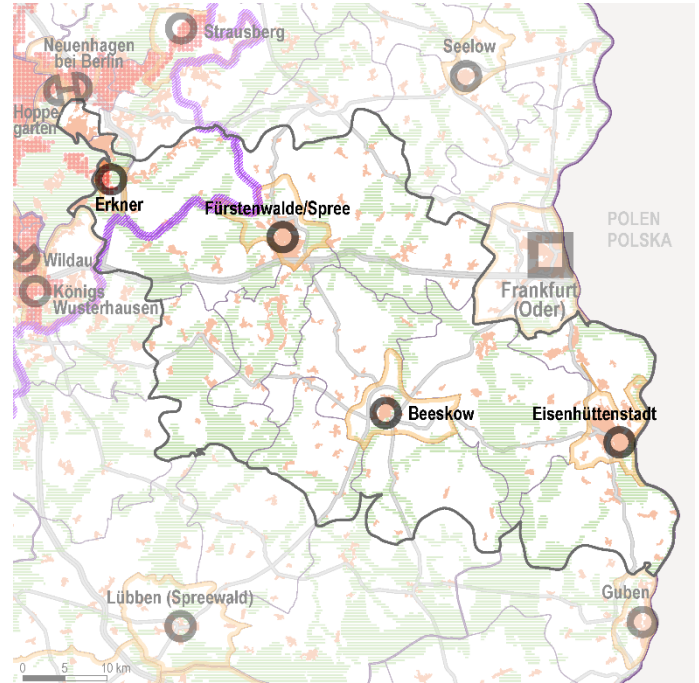 Strausberg
Neuenhagen
bei Berlin
Seelow
Hoppe
garten
Erkner
Fürstenwalde/Spree
POLEN
POLSKA
Wildau
Königs
Wusterhausen
Frankfurt
(Oder)
Beeskow
Eisenhüttenstadt
Lübben (Spreewald)
Guben
0 5 10 km